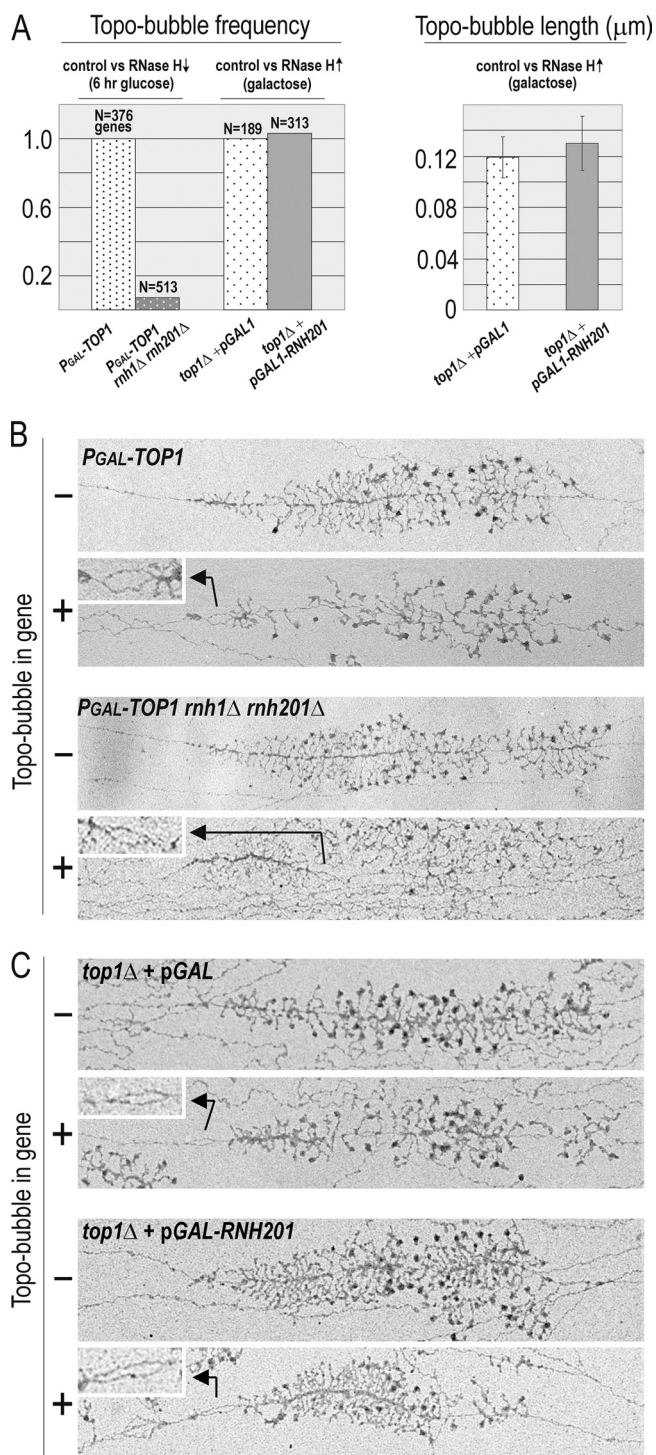 A
Topo-bubble frequency
control vs RNase H↓
(6 hr glucose)
control vs RNase H↑
(galactose)
N=376
genes
N=513
N=189
N=313
1.0
0.6
0.2
PGAL-TOP1
PGAL-TOP1
rnh1Δ rnh201Δ
top1Δ +pGAL1
top1Δ +
pGAL1-RNH201
Topo-bubble length (μm)
control vs RNase H↑
(galactose)
0.12
0.08
0.04
0
top1Δ +pGAL1
top1Δ +
pGAL1-RNH201
B
Topo-bubble in gene
PGAL-TOP1
−
+
PGAL-TOP1 rnh1Δ rnh201Δ
−
+
C
Topo-bubble in gene
top1Δ + pGAL
−
+
top1Δ + pGAL-RNH201
−
+